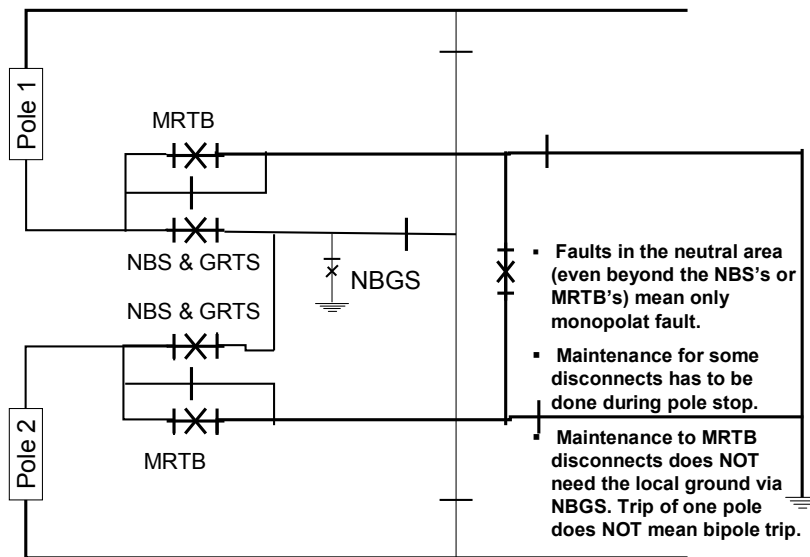 Pole 1
MRTB
NBS & GRTS
NBGS
NBS & GRTS
MRTB
Pole 2
▪ Faults in the neutral area
(even beyond the NBS's or
MRTB's) mean only
monopolat fault.
▪ Maintenance for some
disconnects has to be
done during pole stop.
▪ Maintenance to MRTB
disconnects does NOT
need the local ground via
NBGS. Trip of one pole
does NOT mean bipole trip.